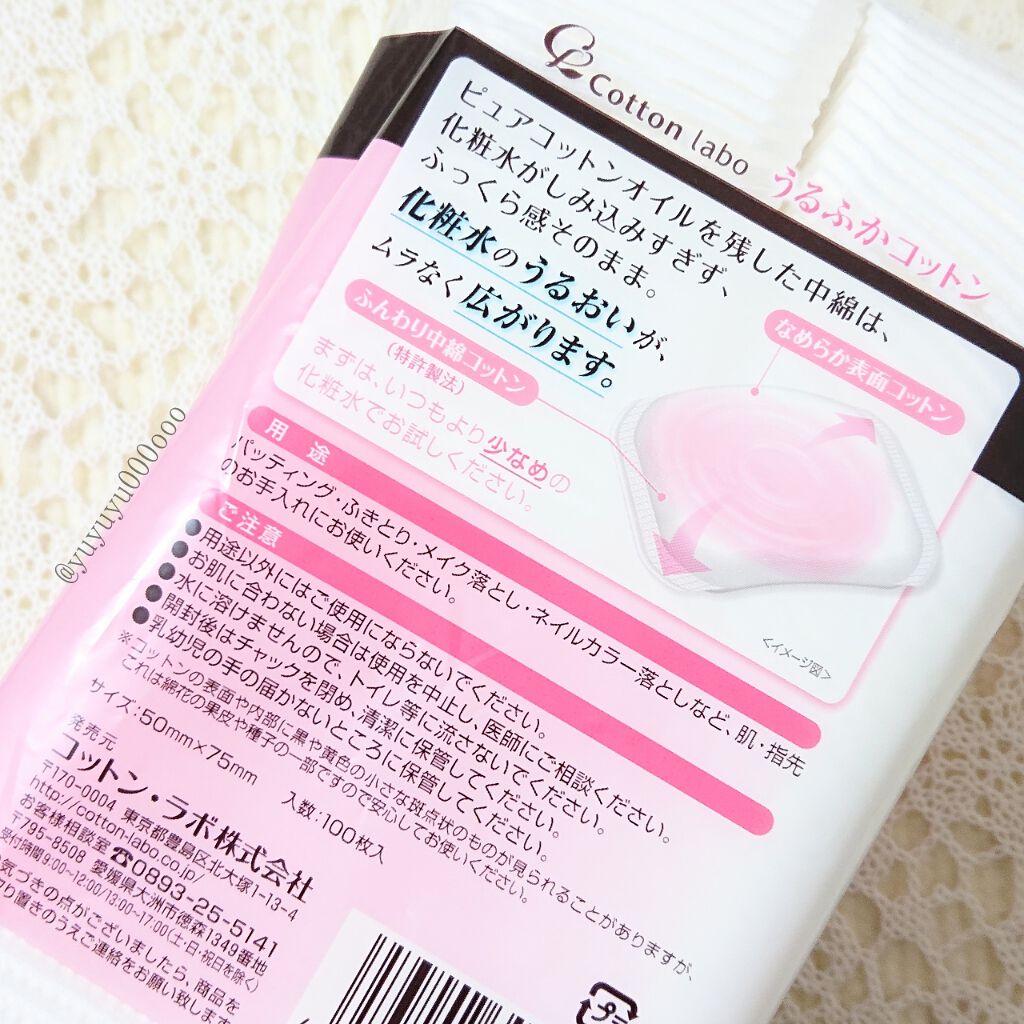 Cotton labo
うるふかコットン
ピュアコットンオイルを残した中綿は、
化粧水がしみ込みすぎず、
ふっくら感そのまま。
化粧水のうるおいが、
ムラなく広がります。
なめらか表面コットン
ふんわり中綿コットン
(特許製法)
まずは、いつもより少なめの
化粧水でお試しください。
<イメージ図>
用 途
パッティング・ふきとり・メイク落とし・ネイルカラー落としなど、肌・指先
のお手入れにお使いください。
ご注意
●用途以外にはご使用にならないでください。
●お肌に合わない場合は使用を中止し、医師にご相談ください。
●水に溶けませんので、トイレ等に流さないでください。
●開封後はチャックを閉め、清潔に保管してください。
●乳幼児の手の届かないところに保管してください。
※コットンの表面や内部に黒や黄色の小さな斑点状のものが見られることがありますが、
これは綿花の果皮や種子の一部ですので安心してお使いください。
サイズ:50mm×75mm 入数:100枚入
発売元
コットン・ラボ株式会社
〒170-0004 東京都豊島区北大塚1-13-4
http://cotton-labo.co.jp/
お客様相談室☎0893-25-5141
〒795-8508 愛媛県大洲市徳森1349番地
受付時間9:00~12:00/13:00~17:00(土・日・祝日を除く)
気づきの点がございましたら、商品を
り置きのうえご連絡をお願い致します
プラ
@yuyuyuyu000ooo